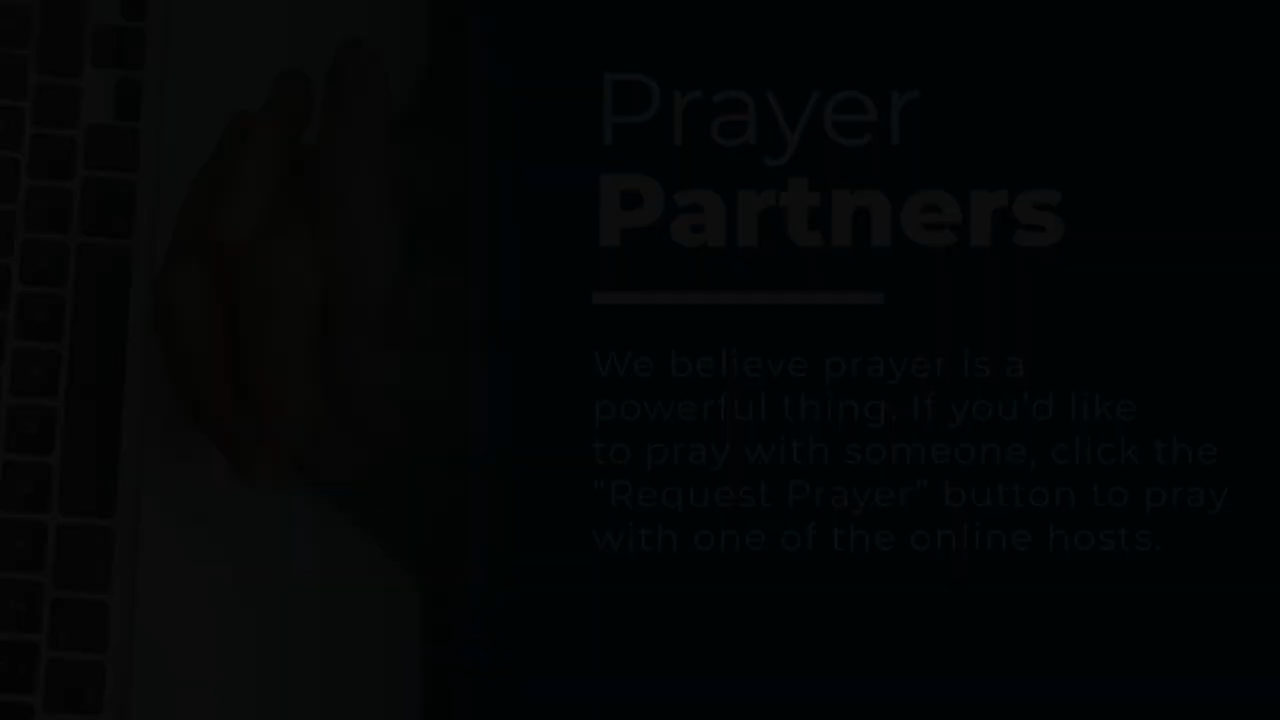 Prayer
Partners
We believe prayer is a
powerful thing. If you'd like
to pray with someone, click the
"Request Prayer” button to pray
with one of the online hosts.